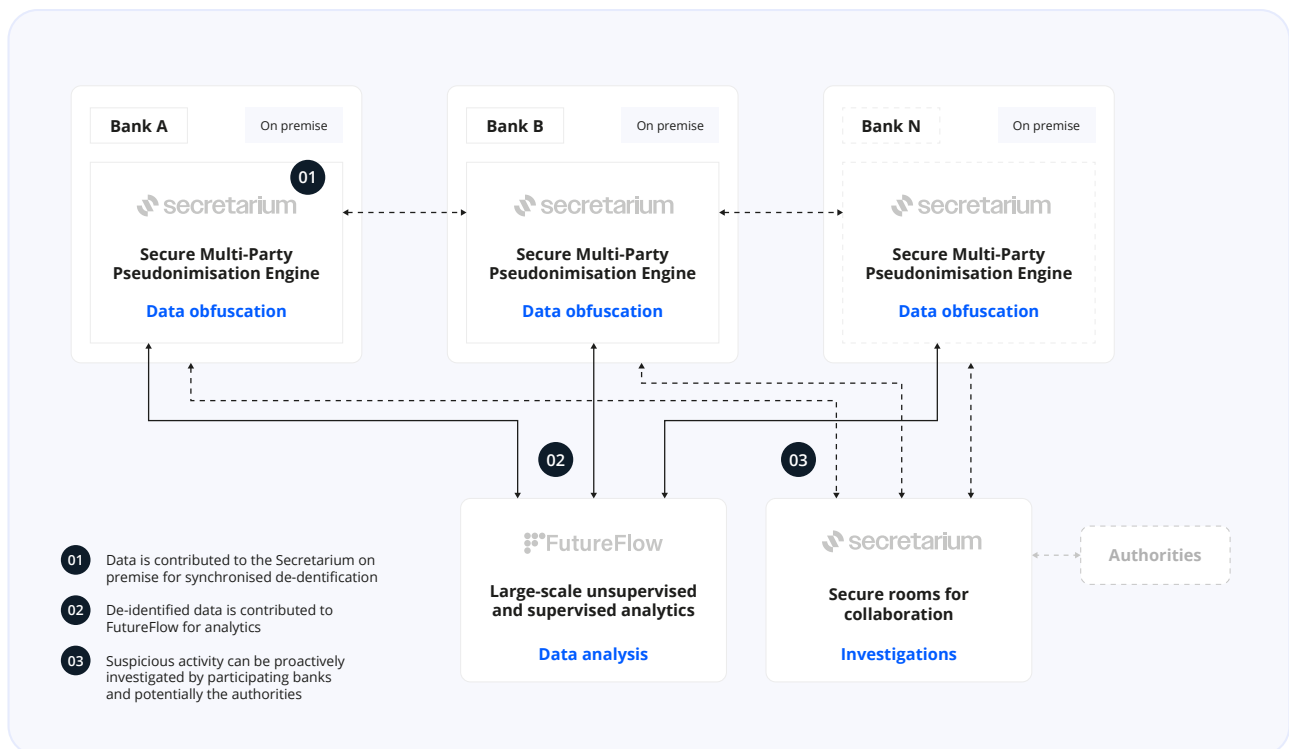 Bank A
On premise
01
secretarium
Secure Multi-Party
Pseudonimisation Engine
Data obfuscation
Bank B
On premise
secretarium
Secure Multi-Party
Pseudonimisation Engine
Data obfuscation
Bank N
On premise
secretarium
Secure Multi-Party
Pseudonimisation Engine
Data obfuscation
02
03
FutureFlow
Large-scale unsupervised
and supervised analytics
Data analysis
secretarium
Secure rooms for
collaboration
Investigations
Authorities
01 Data is contributed to the Secretarium on
premise for synchronised de-dentification
02 De-identified data is contributed to
FutureFlow for analytics
03 Suspicious activity can be proactively
investigated by participating banks
and potentially the authorities